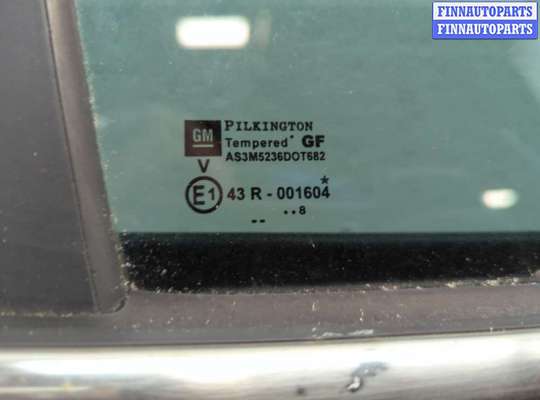 FINNAUTOPARTS
FINNAUTOPARTS
GM PILKINGTON
Tempered GF
AS3M5236DOT682
V
E1 43 R - 001604
-- ..8